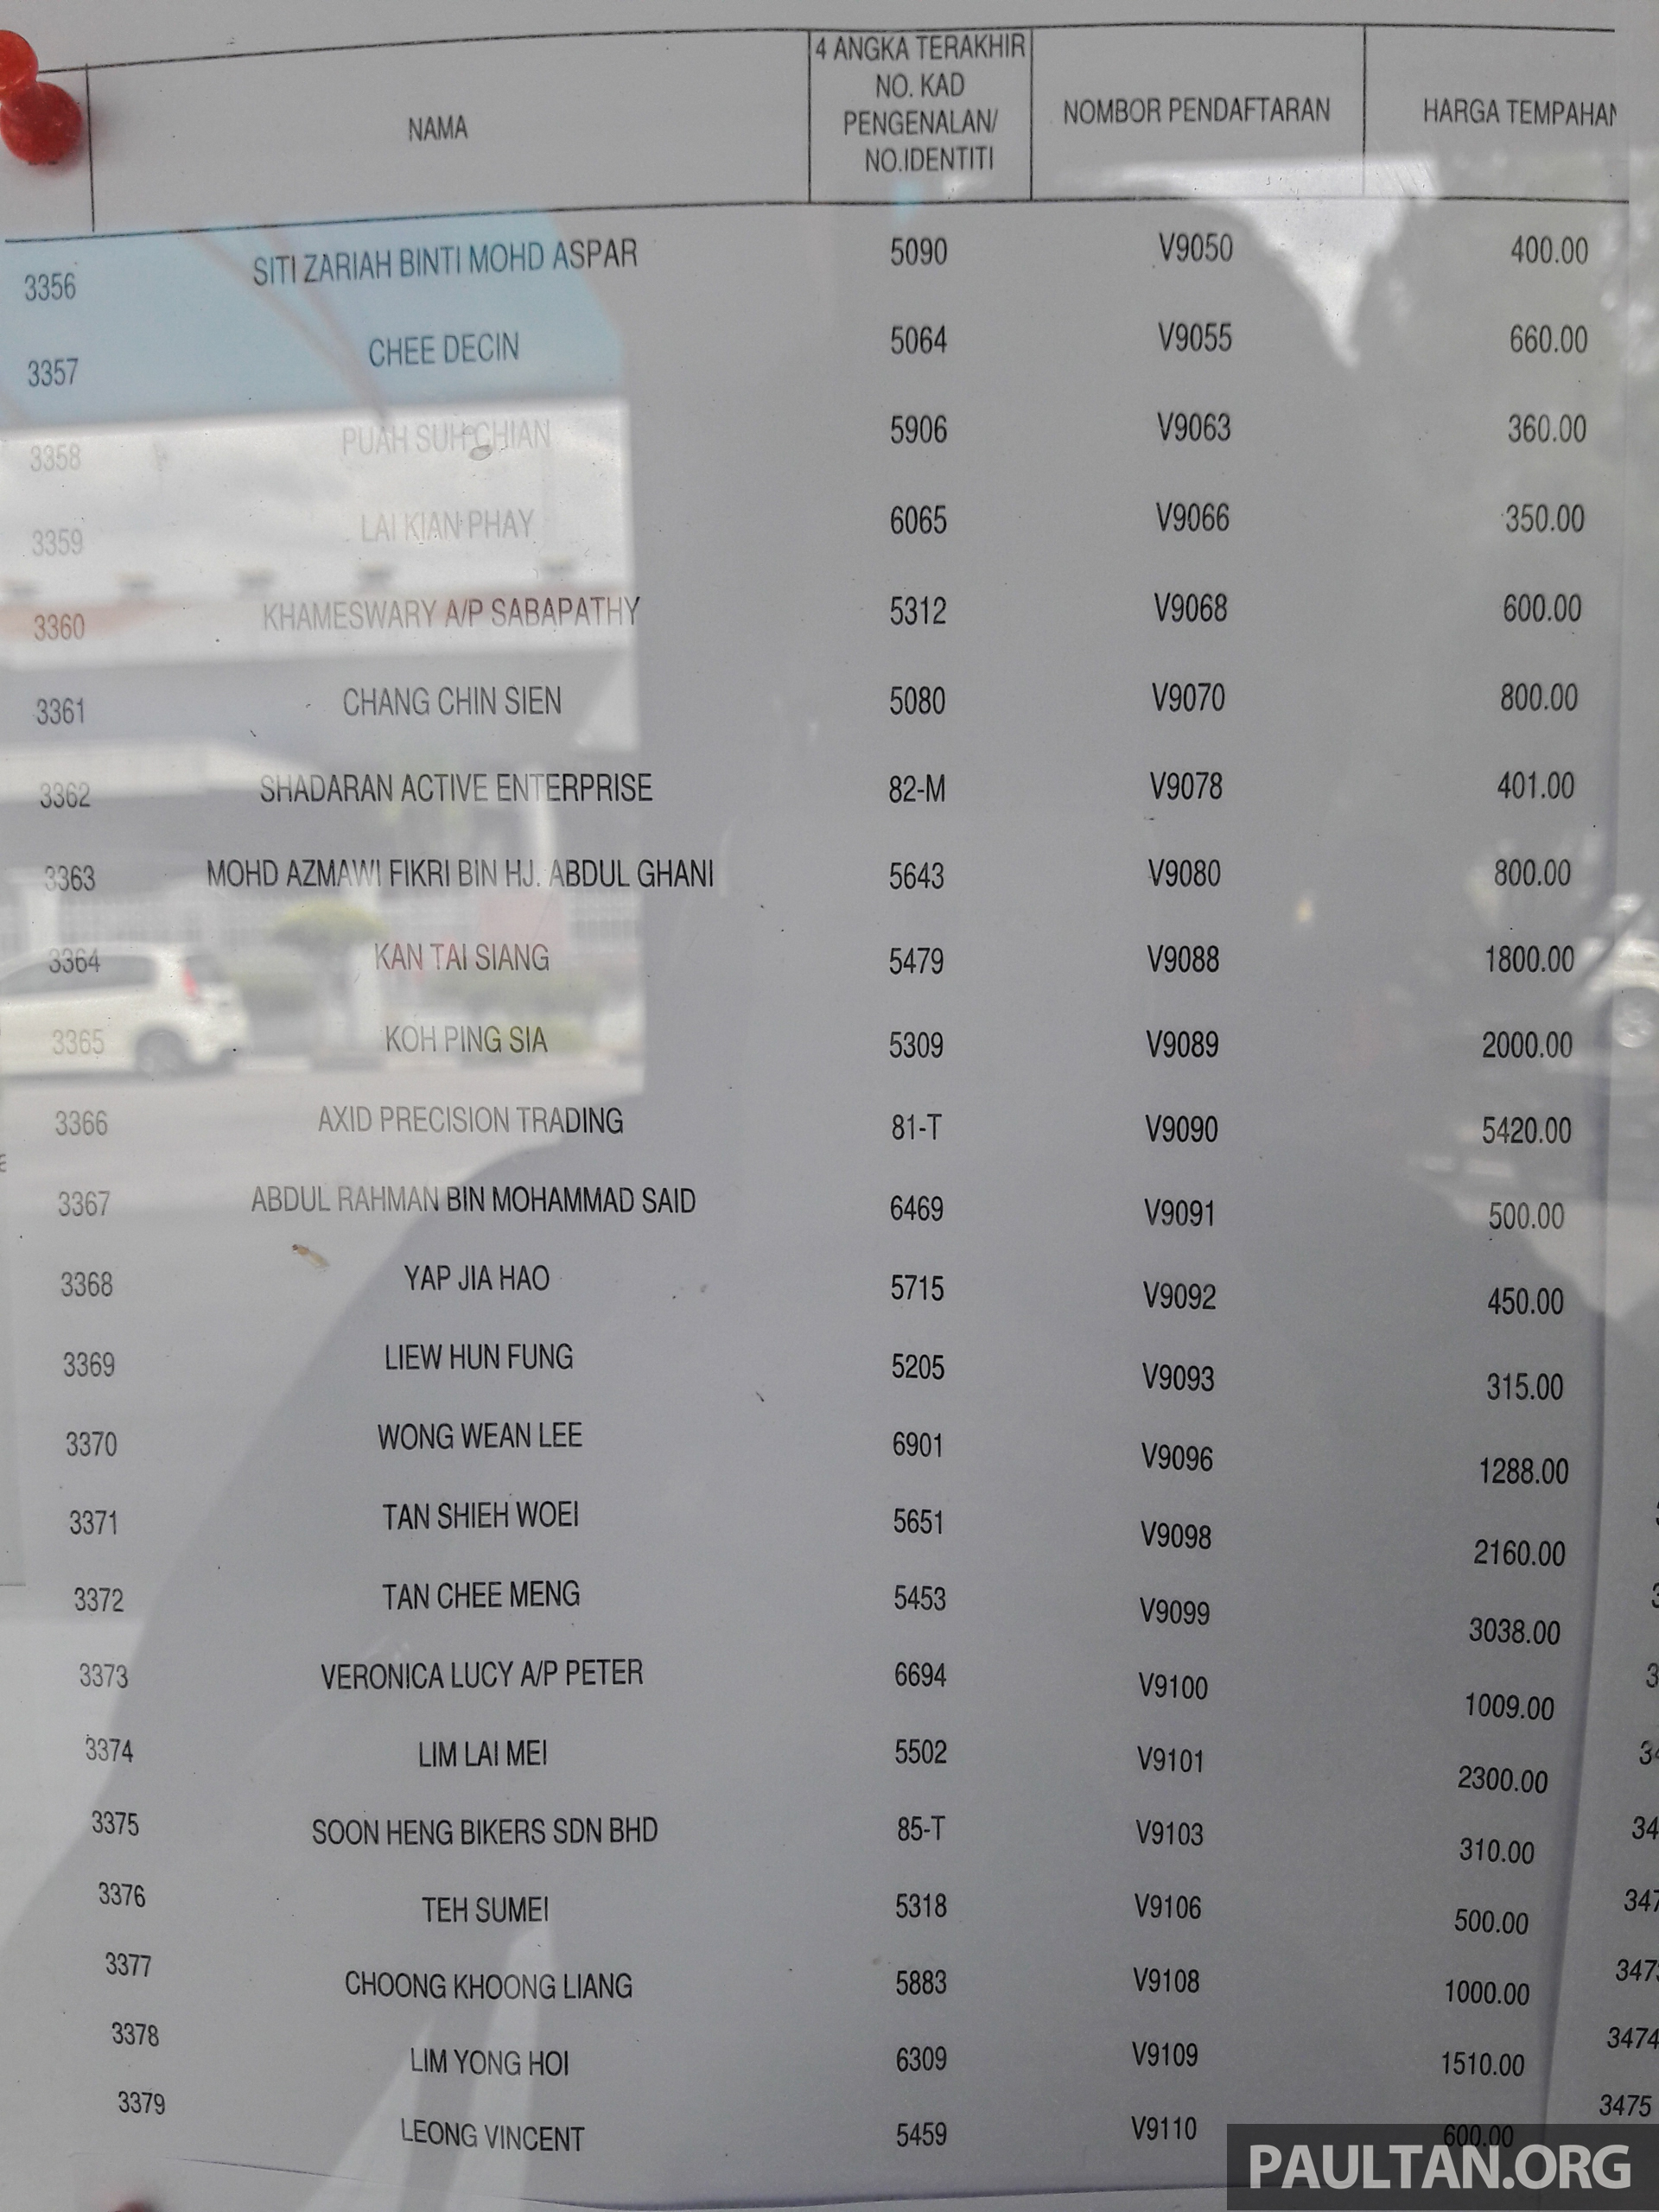 NAMA
4 ANGKA TERAKHIR
NO. KAD
PENGENALAN/
NO.IDENTITI
NOMBOR PENDAFTARAN
HARGA TEMPAHAN
3356 SITI ZARIAH BINTI MOHD ASPAR 5090 V9050 400.00
3357 CHEE DECIN 5064 V9055 660.00
3358 PUAH SUH CHIAN 5906 V9063 360.00
3359 LAI KIAN PHAY 6065 V9066 350.00
3360 KHAMESWARY A/P SABAPATHY 5312 V9068 600.00
3361 CHANG CHIN SIEN 5080 V9070 800.00
3362 SHADARAN ACTIVE ENTERPRISE 82-M V9078 401.00
3363 MOHD AZMAWI FIKRI BIN HJ. ABDUL GHANI 5643 V9080 800.00
3364 KAN TAI SIANG 5479 V9088 1800.00
3365 KOH PING SIA 5309 V9089 2000.00
3366 AXID PRECISION TRADING 81-T V9090 5420.00
3367 ABDUL RAHMAN BIN MOHAMMAD SAID 6469 V9091 500.00
3368 YAP JIA HAO 5715 V9092 450.00
3369 LIEW HUN FUNG 5205 V9093 315.00
3370 WONG WEAN LEE 6901 V9096 1288.00
3371 TAN SHIEH WOEI 5651 V9098 2160.00
3372 TAN CHEE MENG 5453 V9099 3038.00
3373 VERONICA LUCY A/P PETER 6694 V9100 1009.00
3374 LIM LAI MEI 5502 V9101 2300.00
3375 SOON HENG BIKERS SDN BHD 85-T V9103 310.00
3376 TEH SUMEI 5318 V9106 500.00
3377 CHOONG KHOONG LIANG 5883 V9108 1000.00
3378 LIM YONG HOI 6309 V9109 1510.00 3474
3379 LEONG VINCENT 5459 V9110 600.00 3475
PAULTAN.ORG